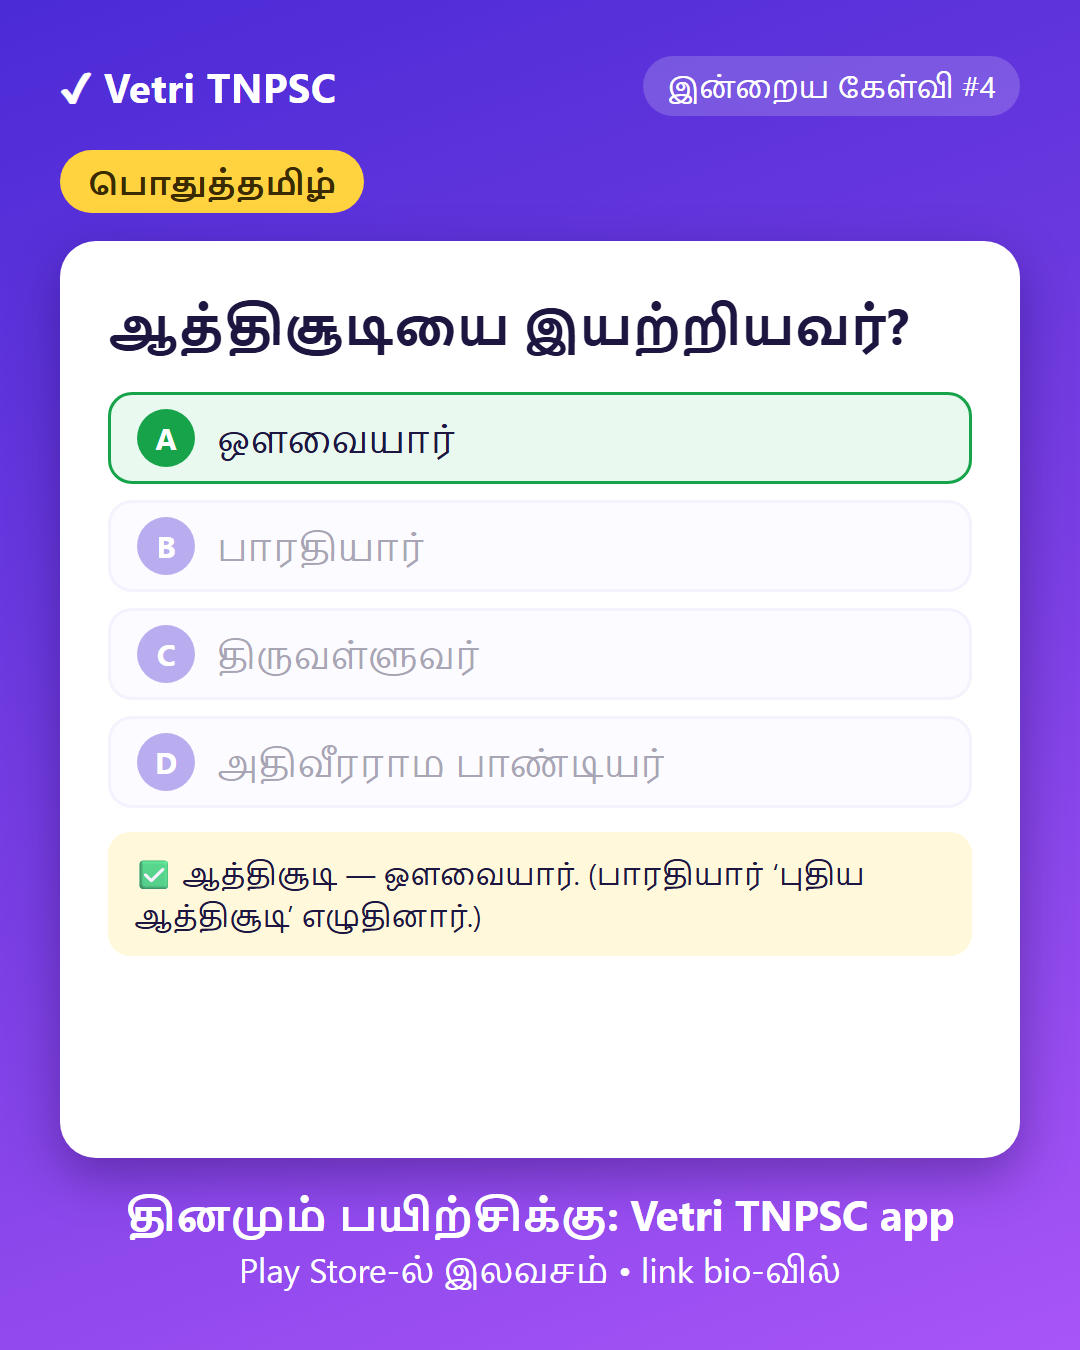 ✓ Vetri TNPSC
இன்றைய கேள்வி #4
பொதுத்தமிழ்
ஆத்திசூடியை இயற்றியவர்?
A ஔவையார்
B பாரதியார்
C திருவள்ளுவர்
D அதிவீரராம பாண்டியர்
✅ ஆத்திசூடி — ஔவையார். (பாரதியார் ‘புதிய
ஆத்திசூடி’ எழுதினார்.)
தினமும் பயிற்சிக்கு: Vetri TNPSC app
Play Store-ல் இலவசம் • link bio-வில்